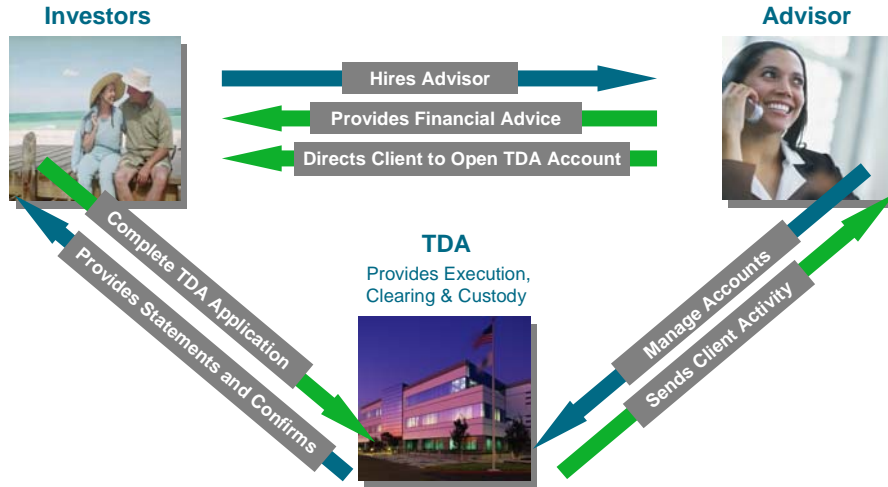 Investors
Advisor
Hires Advisor
Provides Financial Advice
Directs Client to Open TDA Account
Complete TDA Application
Provides Statements and Confirms
TDA
Provides Execution,
Clearing & Custody
Manage Accounts
Sends Client Activity